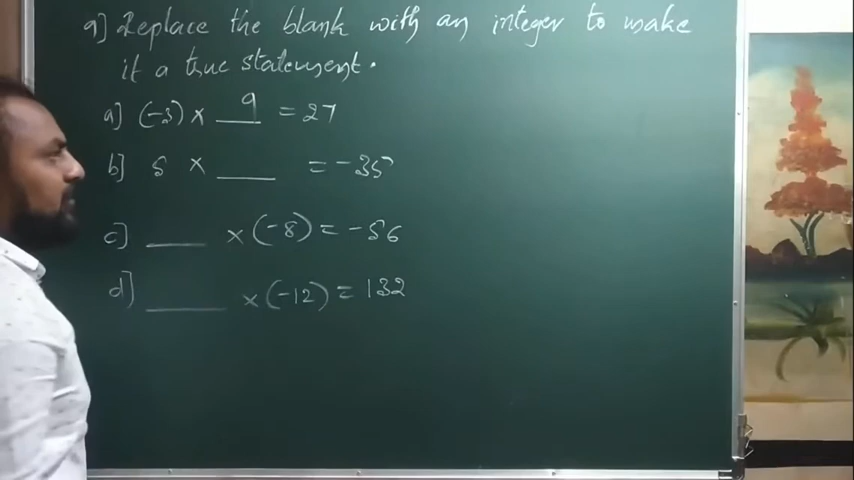 9] Replace the blank with an integer to make
it a true statement.
a] (-3) × 9 = 27
b] 5 × ____ = -35
c] ____ × (-8) = -56
d] ____ × (-12) = 132